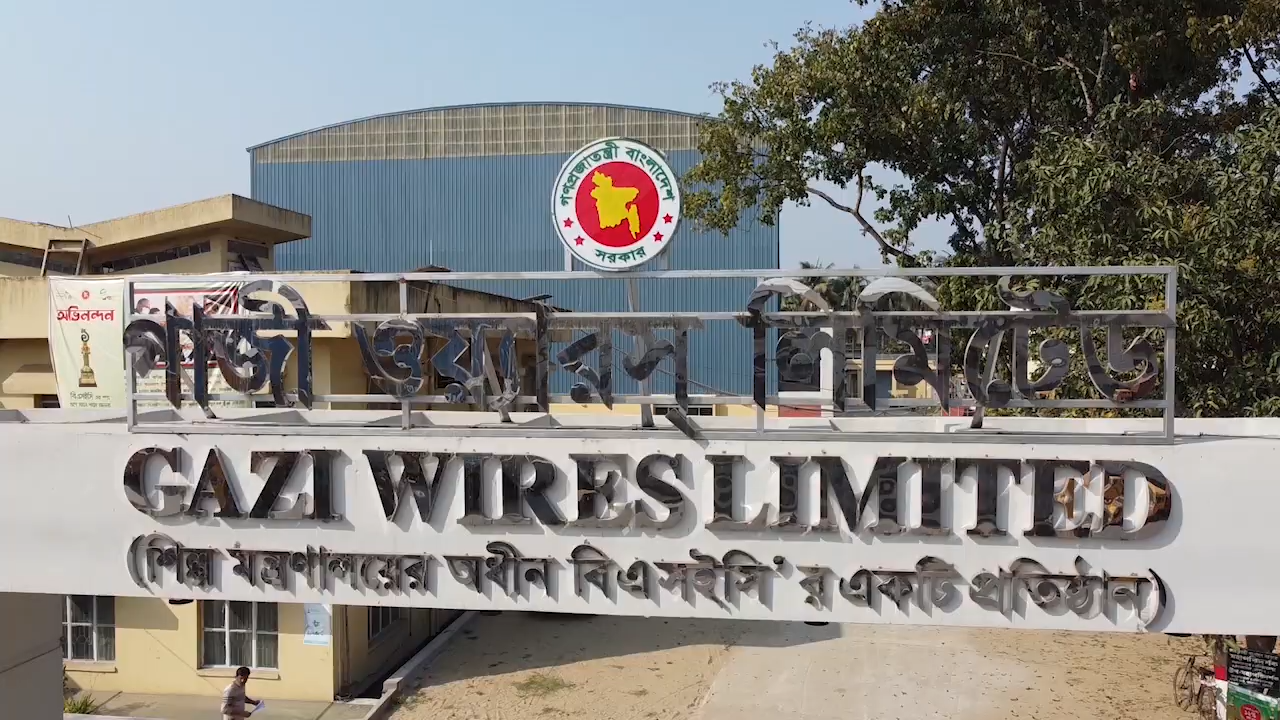 গণপ্রজাতন্ত্রী বাংলাদেশ
সরকার
অভিনন্দন
গাজী ওয়্যারস্ লিমিটেড
GAZI WIRES LIMITED
(শিল্প মন্ত্রণালয়ের অধীন বিএসইসি'র একটি প্রতিষ্ঠান)